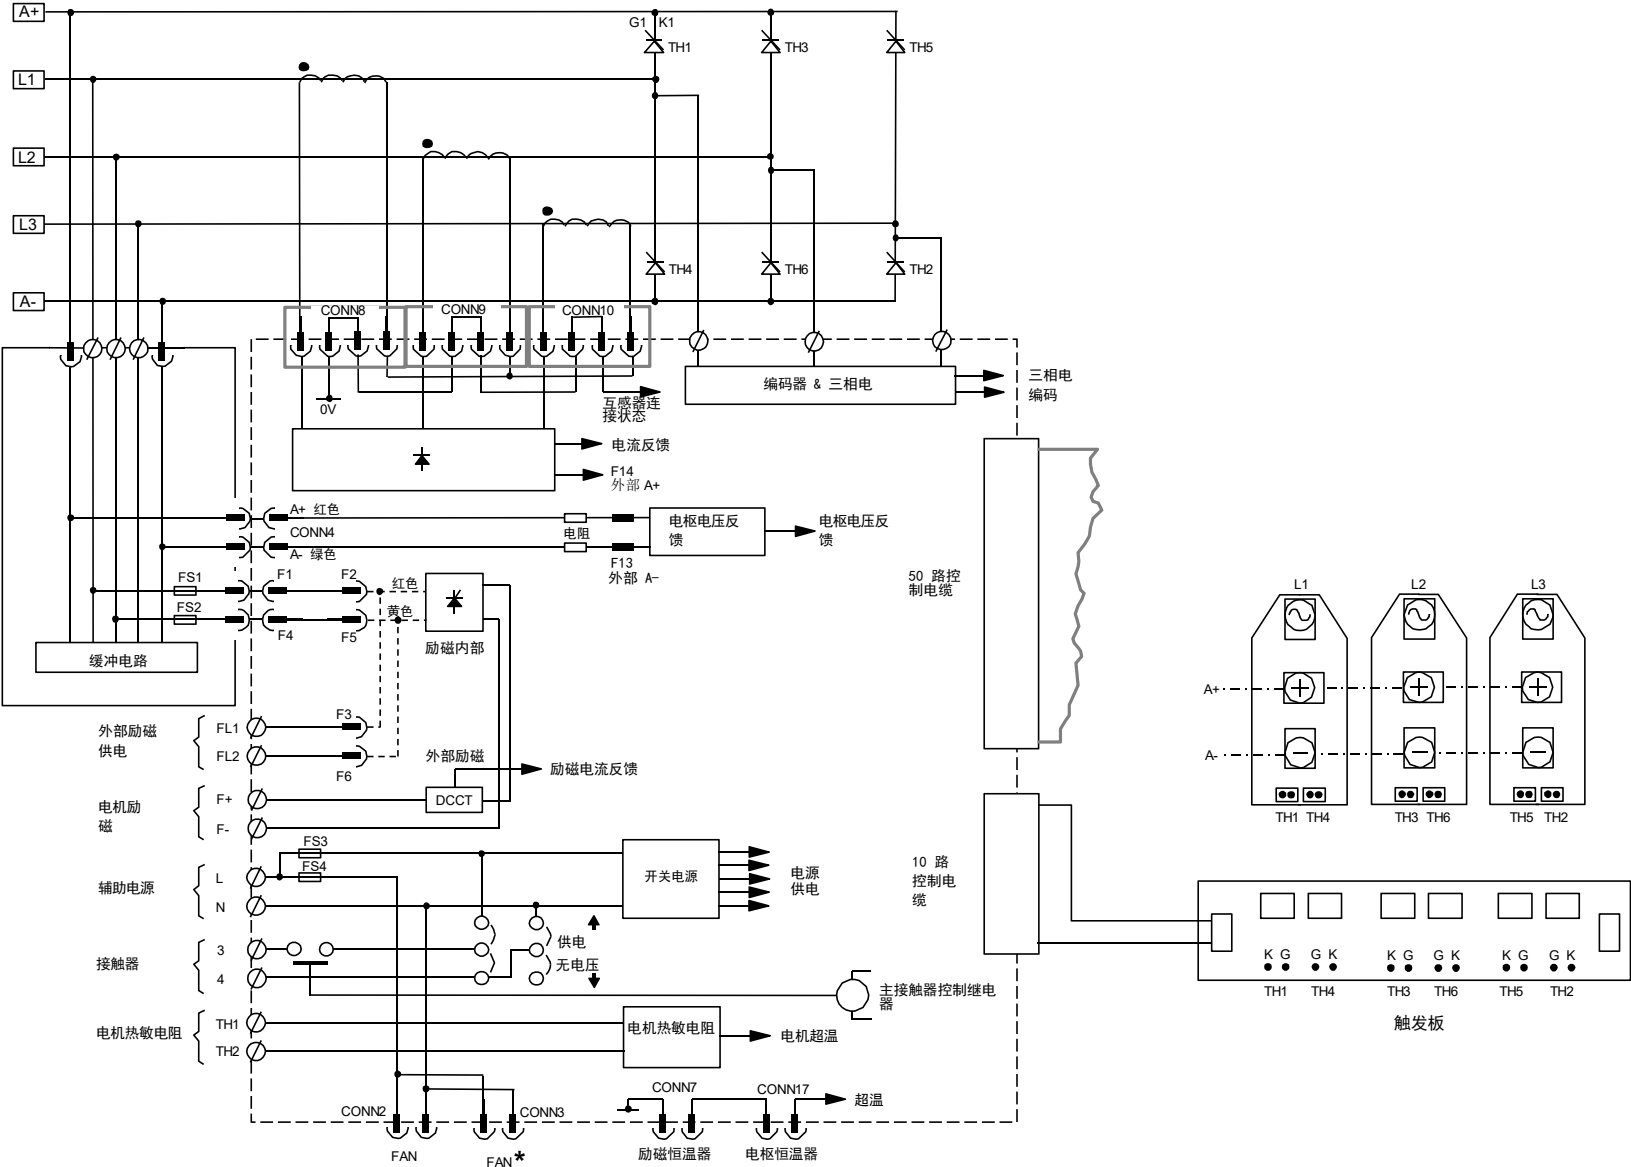 A+
G1 K1
TH1
TH3
TH5
L1
L2
L3
TH4
TH6
TH2
A-
CONN8
CONN9
CONN10
0V
互感器连
接状态
编码器 & 三相电
三相电
编码
电流反馈
F14
外部 A+
A+ 红色
CONN4
A- 绿色
电阻
F13
外部 A-
电枢电压反
馈
电枢电压反
馈
FS1
F1
F2
红色
FS2
黄色
F4
F5
励磁内部
缓冲电路
50 路控
制电缆
外部励磁
供电
FL1
F3
FL2
F6
外部励磁
励磁电流反馈
电机励
磁
F+
F-
DCCT
FS3
FS4
辅助电源
L
N
开关电源
电源
供电
10 路
控制电
缆
接触器
3
4
供电
无电压
主接触器控制继电
器
电机热敏电阻
TH1
TH2
电机热敏电阻
电机超温
CONN2
CONN3
CONN7
CONN17
超温
FAN
FAN*
励磁恒温器
电枢恒温器
L1
L2
L3
A+
A-
TH1 TH4
TH3 TH6
TH5 TH2
K G
G K
K G
G K
K G
G K
TH1
TH4
TH3
TH6
TH5
TH2
触发板